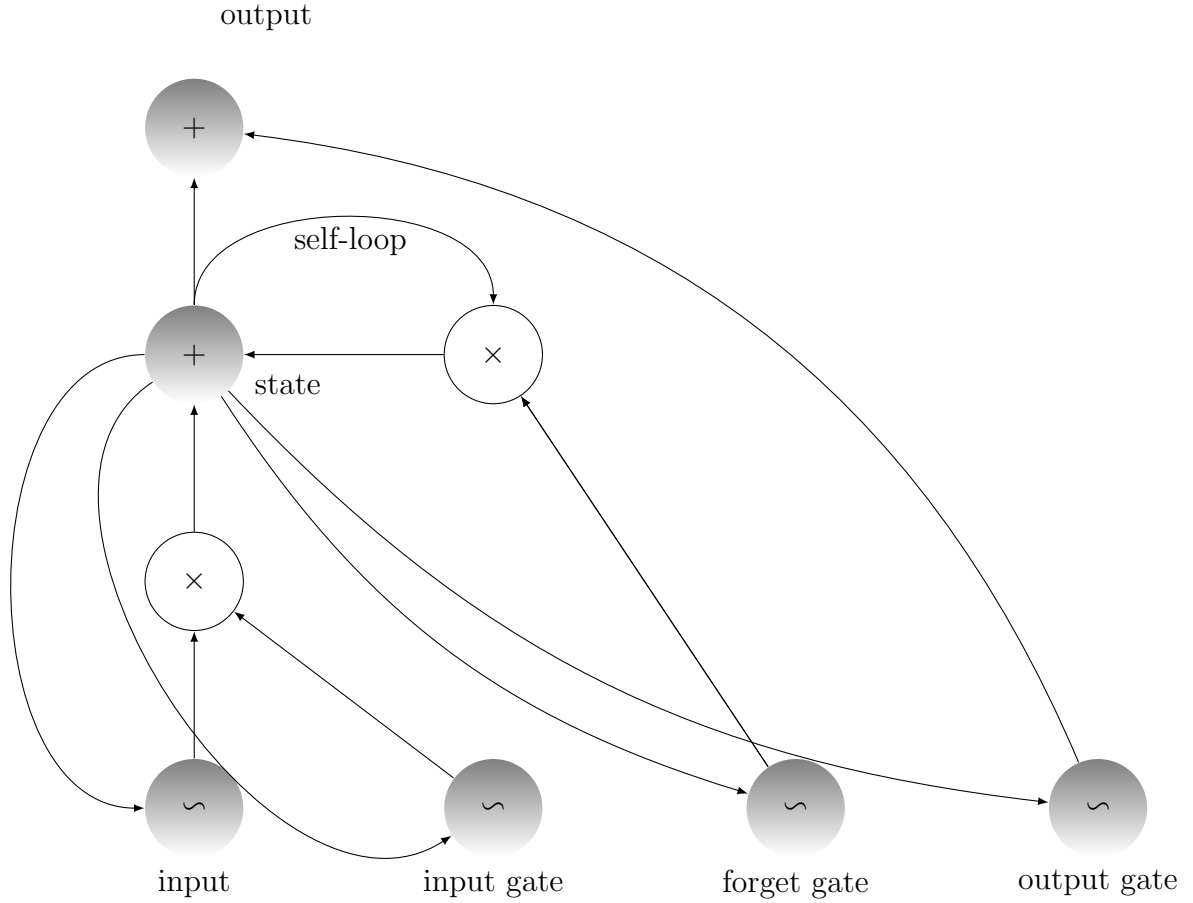 output
+
self-loop
+
×
state
×
∽
∽
∽
∽
input
input gate
forget gate
output gate